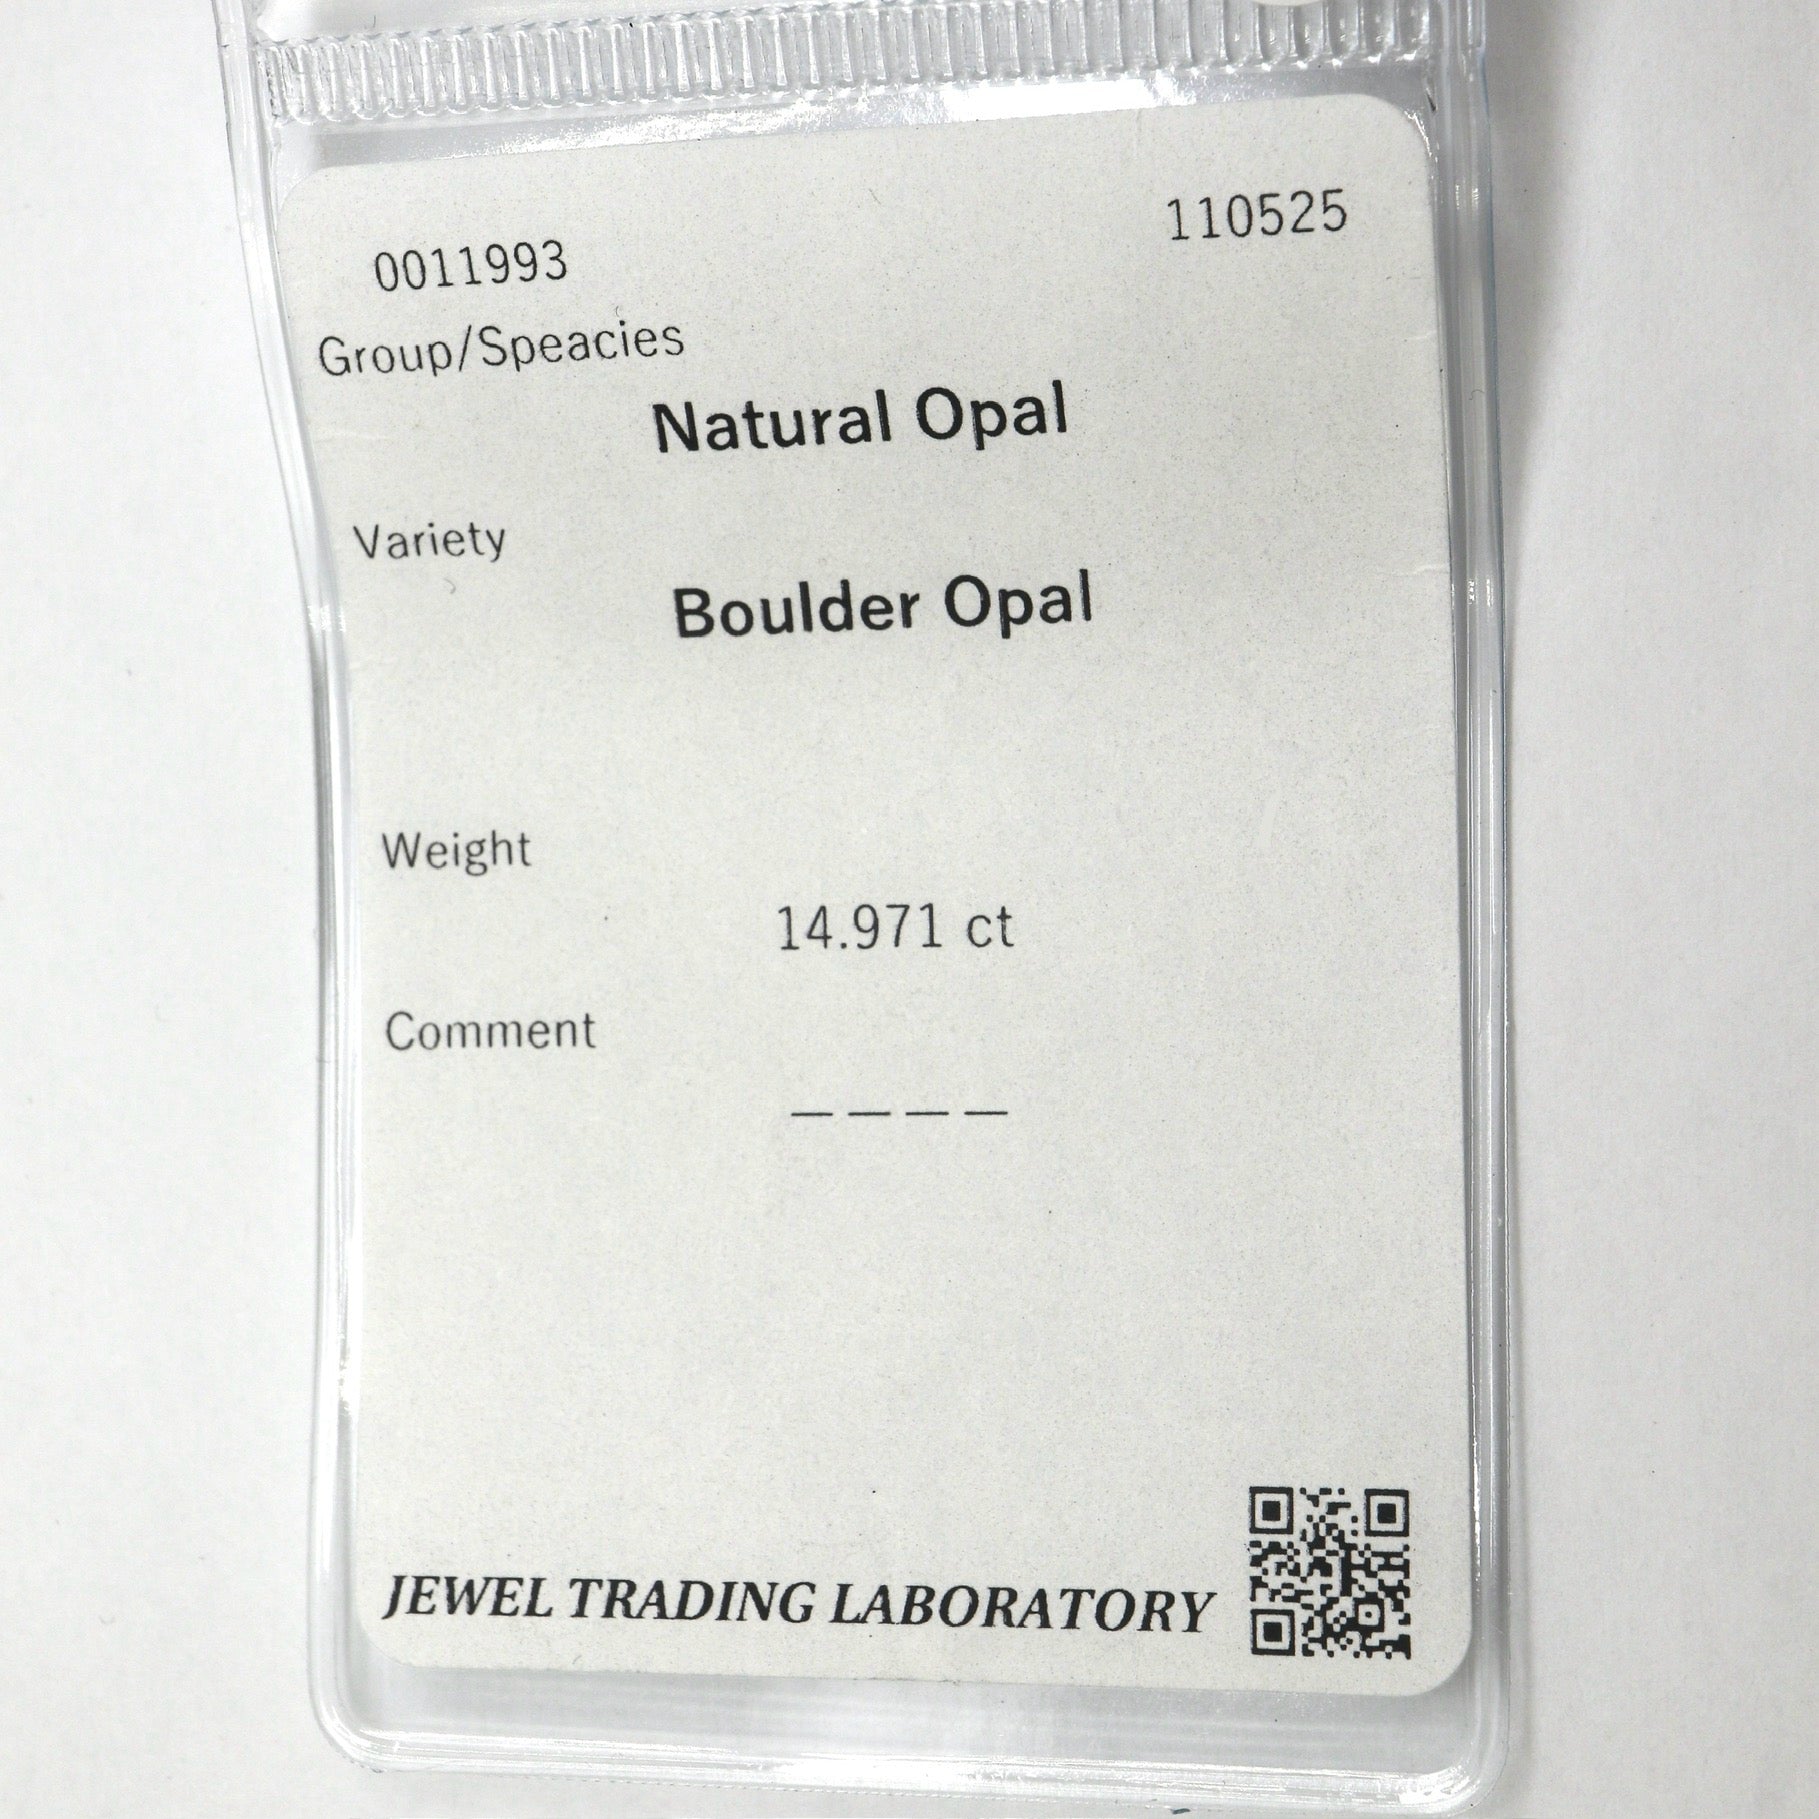 0011993 110525
Group/Speacies
Natural Opal
Variety
Boulder Opal
Weight
14.971 ct
Comment
————
JEWEL TRADING LABORATORY